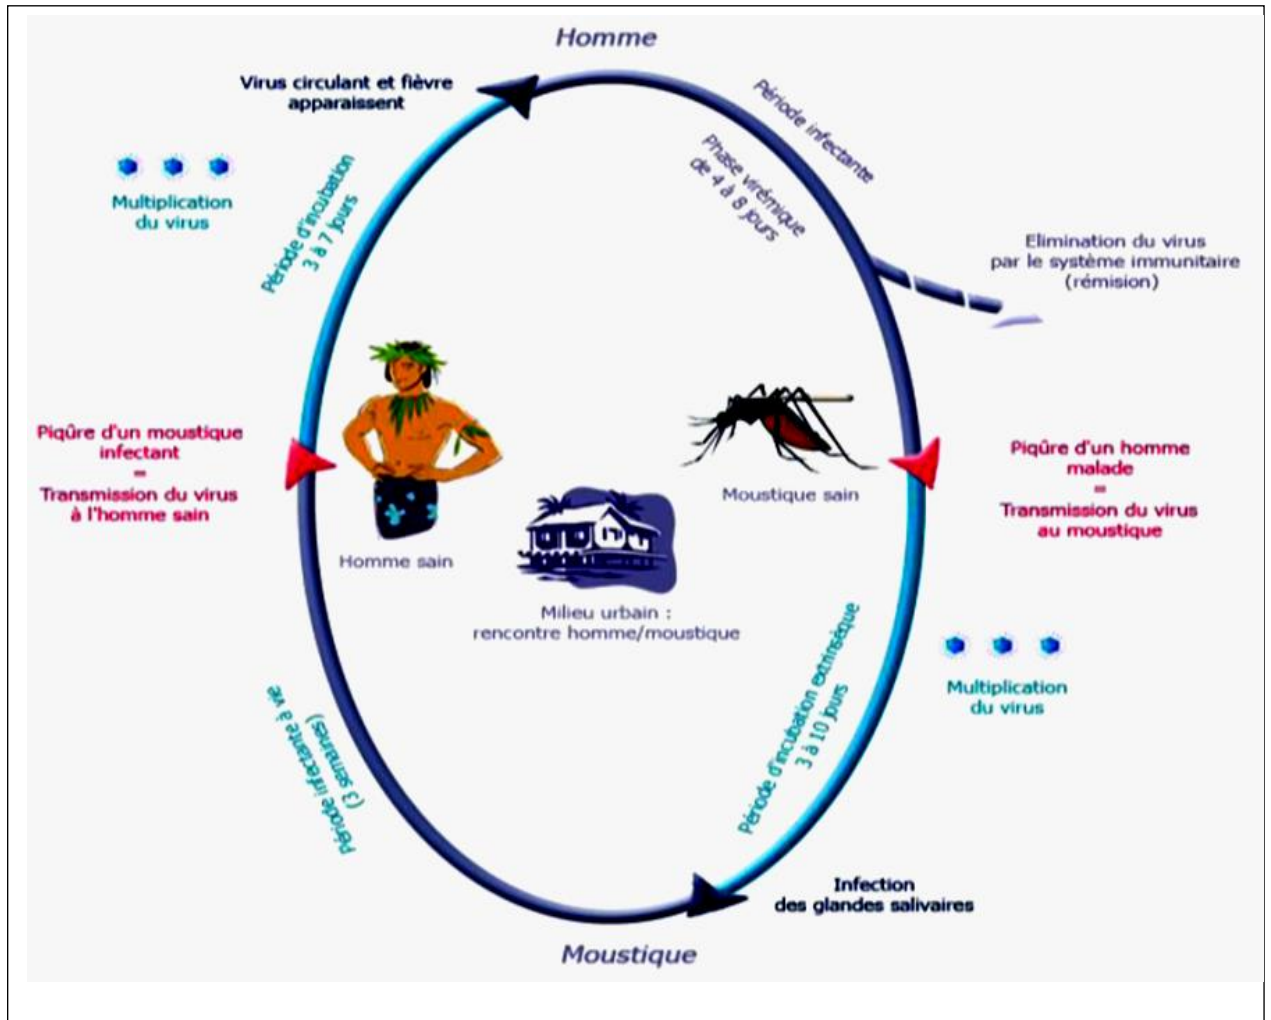 Homme
Virus circulant et fièvre
apparaissent
Période infectante
Phase virémique
de 4 à 8 jours
Multiplication
du virus
Période d'incubation
3 à 7 jours
Elimination du virus
par le système immunitaire
(rémision)
Piqûre d'un moustique
infectant
=
Transmission du virus
à l'homme sain
Homme sain
Moustique sain
Piqûre d'un homme
malade
=
Transmission du virus
au moustique
Milieu urbain :
rencontre homme/moustique
Période infectante à vie
(3 semaines)
Période d'incubation extrinsèque
3 à 10 jours
Multiplication
du virus
Infection
des glandes salivaires
Moustique